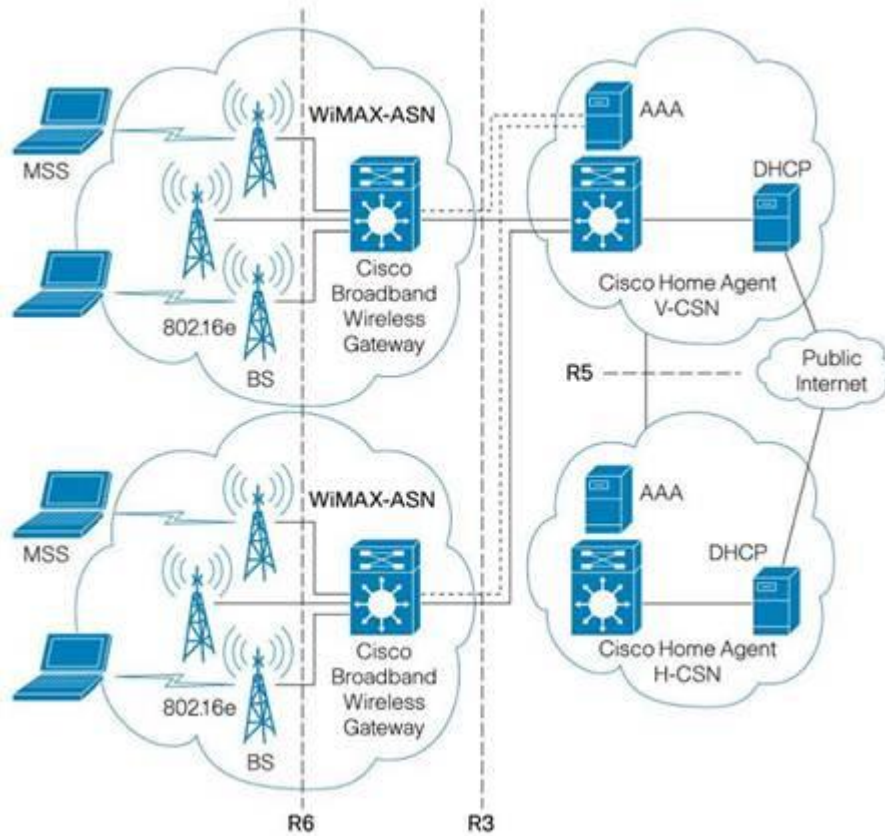 WiMAX-ASN
MSS
802.16e
BS
Cisco
Broadband
Wireless
Gateway
AAA
DHCP
Cisco Home Agent
V-CSN
R5
Public
Internet
WiMAX-ASN
MSS
802.16e
BS
Cisco
Broadband
Wireless
Gateway
AAA
DHCP
Cisco Home Agent
H-CSN
R6
R3